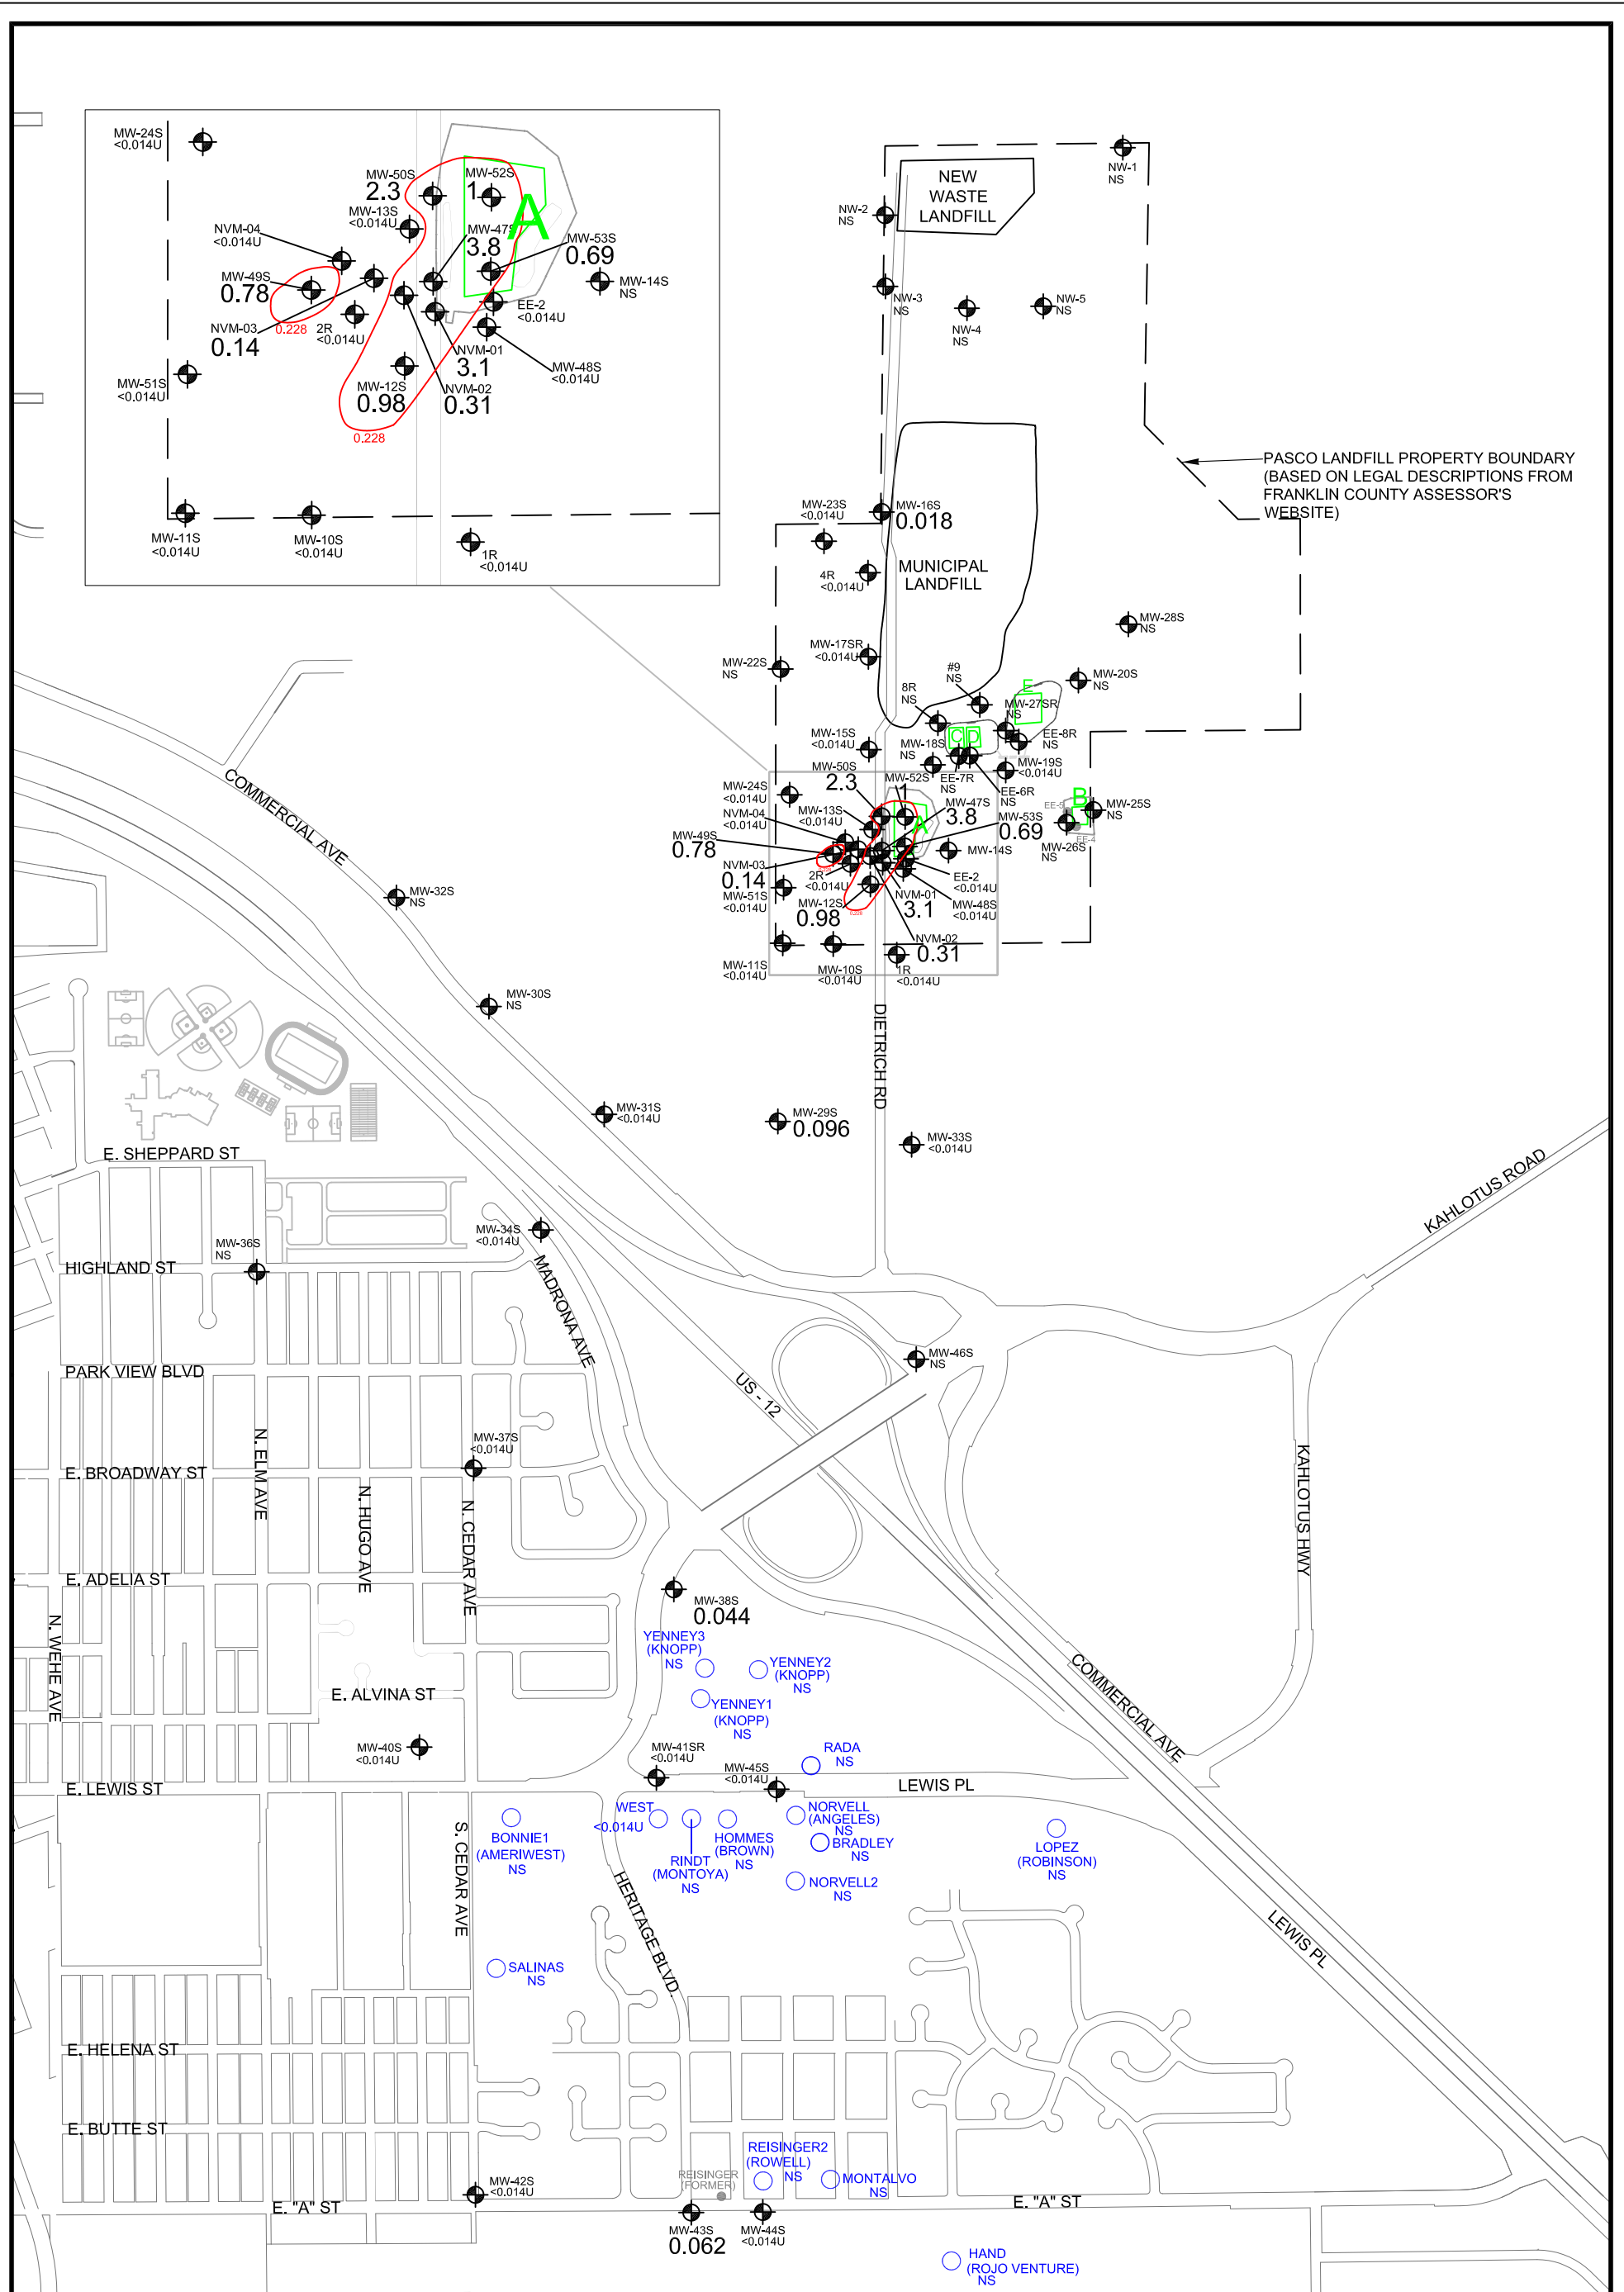 MW-24S
<0.014U
MW-50S
2.3
MW-52S
1
MW-13S
<0.014U
A
NVM-04
<0.014U
MW-47S
3.8
MW-53S
0.69
MW-49S
0.78
MW-14S
NS
EE-2
<0.014U
0.228
2R
<0.014U
NVM-03
0.14
NVM-01
3.1
MW-48S
<0.014U
MW-51S
<0.014U
MW-12S
0.98
NVM-02
0.31
0.228
MW-11S
<0.014U
MW-10S
<0.014U
1R
<0.014U
NW-1
NS
NEW
WASTE
LANDFILL
NW-2
NS
NW-3
NS
NW-4
NS
NW-5
NS
PASCO LANDFILL PROPERTY BOUNDARY
(BASED ON LEGAL DESCRIPTIONS FROM
FRANKLIN COUNTY ASSESSOR'S
WEBSITE)
MW-23S
<0.014U
MW-16S
0.018
4R
<0.014U
MUNICIPAL
LANDFILL
MW-28S
NS
MW-17SR
<0.014U
MW-22S
NS
#9
NS
MW-20S
NS
8R
NS
E
MW-27SR
NS
C
D
MW-15S
<0.014U
MW-18S
NS
EE-8R
NS
MW-19S
<0.014U
EE-7R
NS
EE-6R
NS
MW-50S
2.3
MW-52S
1
MW-24S
<0.014U
MW-13S
<0.014U
MW-47S
3.8
B
EE-5
MW-25S
NS
NVM-04
<0.014U
A
MW-53S
0.69
EE-4
MW-26S
NS
MW-49S
0.78
MW-14S
NVM-03
0.14
2R
<0.014U
EE-2
<0.014U
MW-51S
<0.014U
MW-12S
0.98
NVM-01
3.1
MW-48S
<0.014U
0.228
NVM-02
0.31
MW-11S
<0.014U
MW-10S
<0.014U
1R
<0.014U
COMMERCIAL AVE
MW-32S
NS
MW-30S
NS
DIETRICH RD
MW-31S
<0.014U
MW-29S
0.096
MW-33S
<0.014U
E. SHEPPARD ST
KAHLOTUS ROAD
MW-34S
<0.014U
MW-36S
NS
HIGHLAND ST
MADRONA AVE
MW-46S
NS
PARK VIEW BLVD
US - 12
MW-37S
<0.014U
E. BROADWAY ST
N. ELM AVE
N. HUGO AVE
N. CEDAR AVE
KAHLOTUS HWY
E. ADELIA ST
MW-38S
0.044
N. WEHE AVE
YENNEY3
(KNOPP)
NS
YENNEY2
(KNOPP)
NS
YENNEY1
(KNOPP)
NS
E. ALVINA ST
COMMERCIAL AVE
MW-40S
<0.014U
MW-41SR
<0.014U
MW-45S
<0.014U
RADA
NS
E. LEWIS ST
LEWIS PL
WEST
<0.014U
NORVELL
(ANGELES)
NS
BRADLEY
NS
BONNIE1
(AMERIWEST)
NS
S. CEDAR AVE
HOMMES
(BROWN)
NS
RINDT
(MONTOYA)
NS
LOPEZ
(ROBINSON)
NS
NORVELL2
NS
HERITAGE BLVD.
LEWIS PL
SALINAS
NS
E. HELENA ST
E. BUTTE ST
REISINGER2
(ROWELL)
NS
REISINGER
(FORMER)
MONTALVO
NS
MW-42S
<0.014U
E. "A" ST
E. "A" ST
MW-43S
0.062
MW-44S
<0.014U
HAND
(ROJO VENTURE)
NS